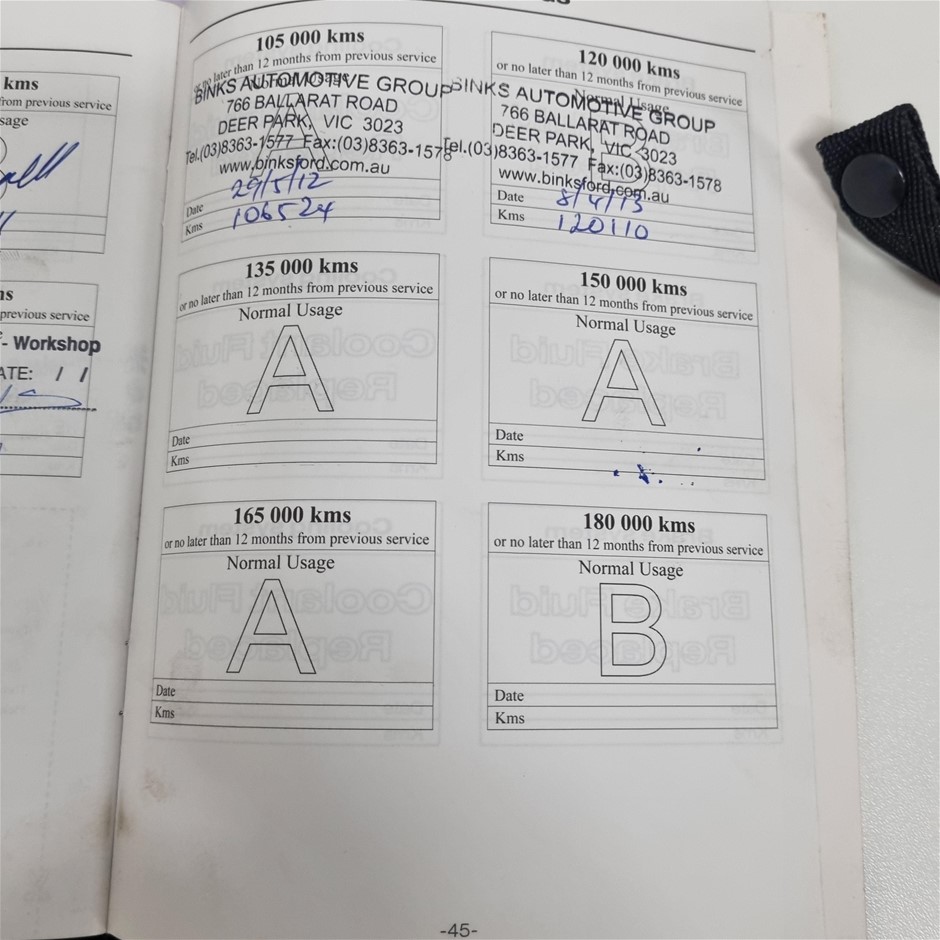 kms
from previous service
sage
ns
previous service
- Workshop
ATE: / /
105 000 kms
or no later than 12 months from previous service
Normal Usage
A
BINKS AUTOMOTIVE GROUP
766 BALLARAT ROAD
DEER PARK, VIC 3023
Tel.(03)8363-1577 Fax:(03)8363-1578
www.binksford.com.au
Date 29/5/12
Kms 106524
120 000 kms
or no later than 12 months from previous service
Normal Usage
B
BINKS AUTOMOTIVE GROUP
766 BALLARAT ROAD
DEER PARK, VIC 3023
Tel.(03)8363-1577 Fax:(03)8363-1578
www.binksford.com.au
Date 8/4/13
Kms 120110
135 000 kms
or no later than 12 months from previous service
Normal Usage
A
Date
Kms
150 000 kms
or no later than 12 months from previous service
Normal Usage
A
Date
Kms
165 000 kms
or no later than 12 months from previous service
Normal Usage
A
Date
Kms
180 000 kms
or no later than 12 months from previous service
Normal Usage
B
Date
Kms
-45-